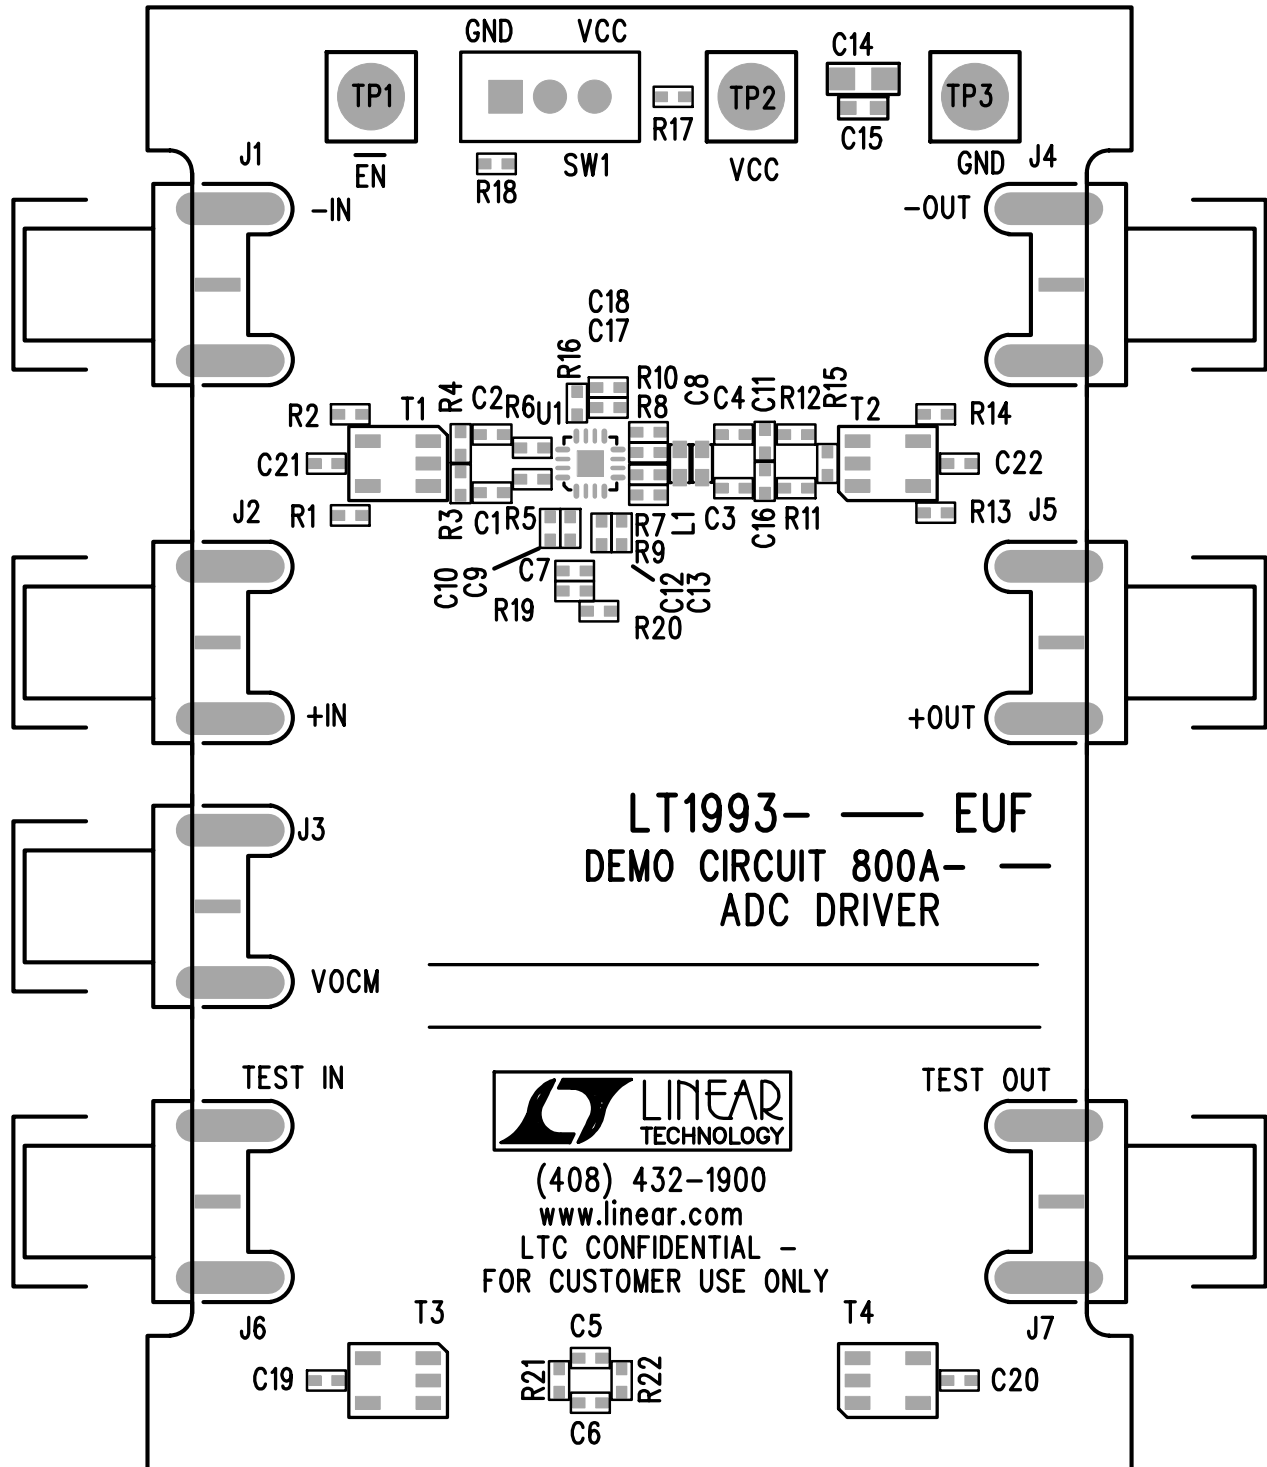 GND VCC
C14
TP1
TP2
TP3
C15
R17
EN
R18
SW1
VCC
GND
J1
J4
-IN
-OUT
C18
C17
R16
R10
R8
C8
C4
C11
R12
R15
T2
R14
R2
T1
R4
C2
R6
U1
C21
C22
R1
J2
R3
C1
R5
R7
R9
L1
C3
C16
R11
R13
J5
C10
C9
C7
C12
C13
R19
R20
+IN
+OUT
LT1993- — EUF
DEMO CIRCUIT 800A- —
ADC DRIVER
J3
VOCM
TEST IN
TEST OUT
LINEAR
TECHNOLOGY
(408) 432-1900
www.linear.com
LTC CONFIDENTIAL -
FOR CUSTOMER USE ONLY
J6
T3
C5
T4
J7
C19
R21
R22
C20
C6